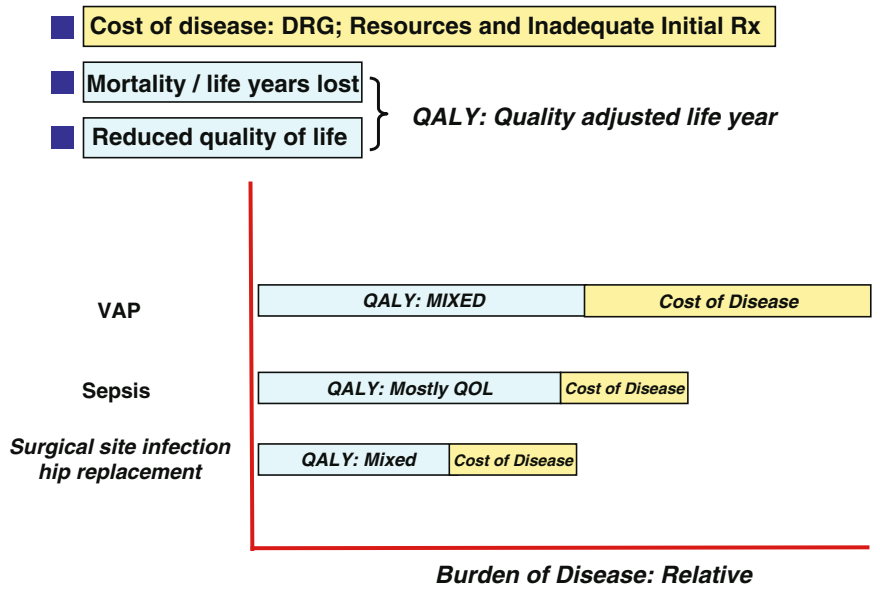 Cost of disease: DRG; Resources and Inadequate Initial Rx
Mortality / life years lost
Reduced quality of life
QALY: Quality adjusted life year
VAP
QALY: MIXED
Cost of Disease
Sepsis
QALY: Mostly QOL
Cost of Disease
Surgical site infection
hip replacement
QALY: Mixed
Cost of Disease
Burden of Disease: Relative